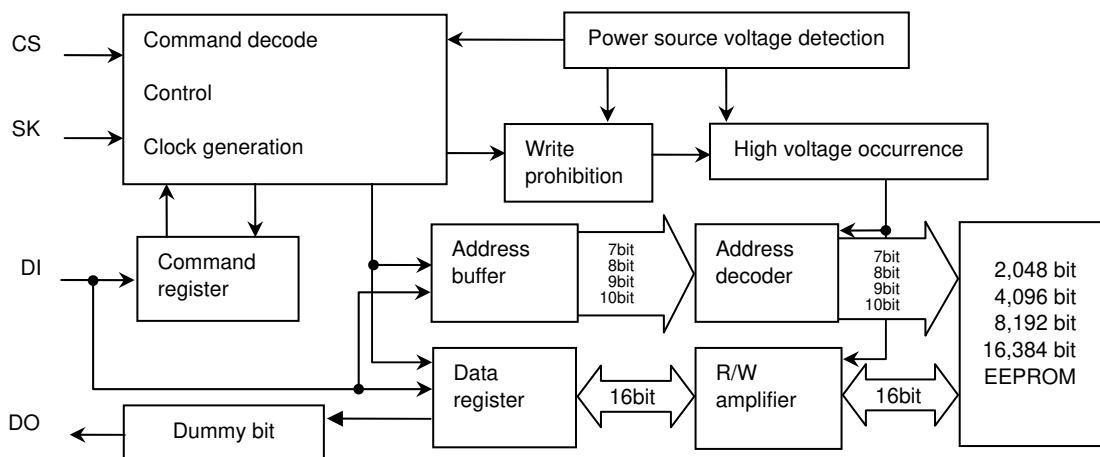 CS
Command decode
Control
Clock generation
SK
Power source voltage detection
Write
prohibition
High voltage occurrence
DI
Command
register
Address
buffer
7bit
8bit
9bit
10bit
Address
decoder
7bit
8bit
9bit
10bit
2,048 bit
4,096 bit
8,192 bit
16,384 bit
EEPROM
Data
register
16bit
R/W
amplifier
16bit
DO
Dummy bit